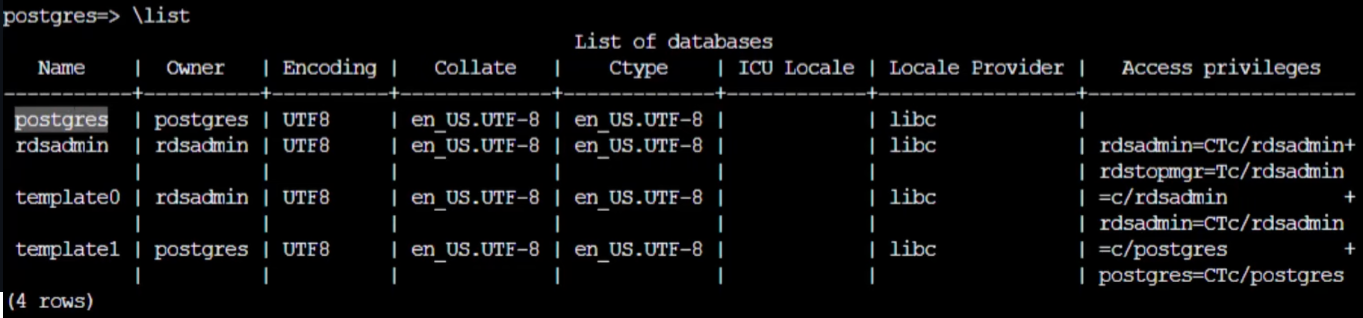 postgres=> \list
                                                 List of databases
   Name    |  Owner   | Encoding |   Collate   |    Ctype    | ICU Locale | Locale Provider |   Access privileges
-----------+----------+----------+-------------+-------------+------------+-----------------+-----------------------
 postgres  | postgres | UTF8     | en_US.UTF-8 | en_US.UTF-8 |            | libc            |
 rdsadmin  | rdsadmin | UTF8     | en_US.UTF-8 | en_US.UTF-8 |            | libc            | rdsadmin=CTc/rdsadmin+
           |          |          |             |             |            |                 | rdstopmgr=Tc/rdsadmin
 template0 | rdsadmin | UTF8     | en_US.UTF-8 | en_US.UTF-8 |            | libc            | =c/rdsadmin          +
           |          |          |             |             |            |                 | rdsadmin=CTc/rdsadmin
 template1 | postgres | UTF8     | en_US.UTF-8 | en_US.UTF-8 |            | libc            | =c/postgres          +
           |          |          |             |             |            |                 | postgres=CTc/postgres
(4 rows)